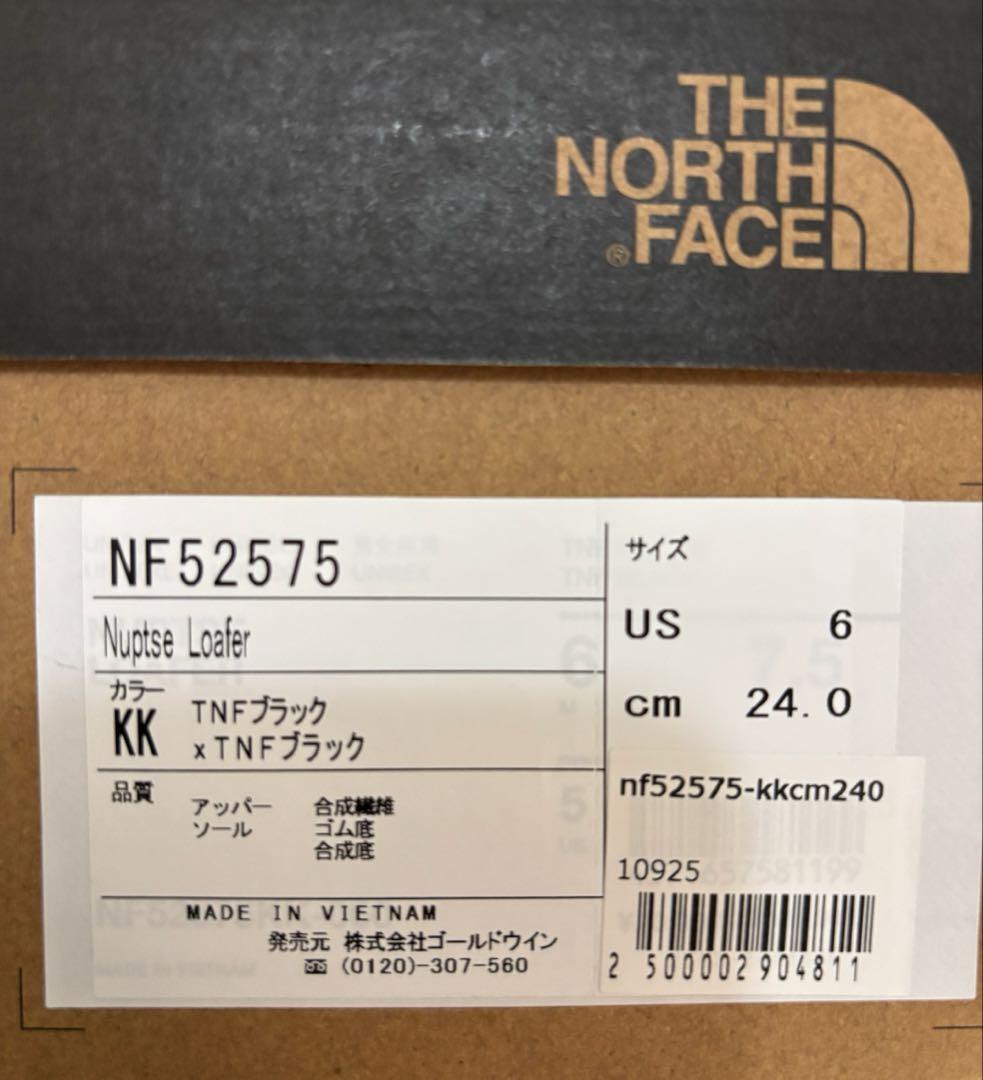 THE
NORTH
FACE
®
NF52575
Nuptse Loafer
カラー
KK TNFブラック
xTNFブラック
品質
アッパー 合成繊維
ソール ゴム底
合成底
MADE IN VIETNAM
発売元 株式会社ゴールドウイン
(0120)-307-560
サイズ
US 6
cm 24.0
nf52575-kkcm240
10925
2 500002 904811